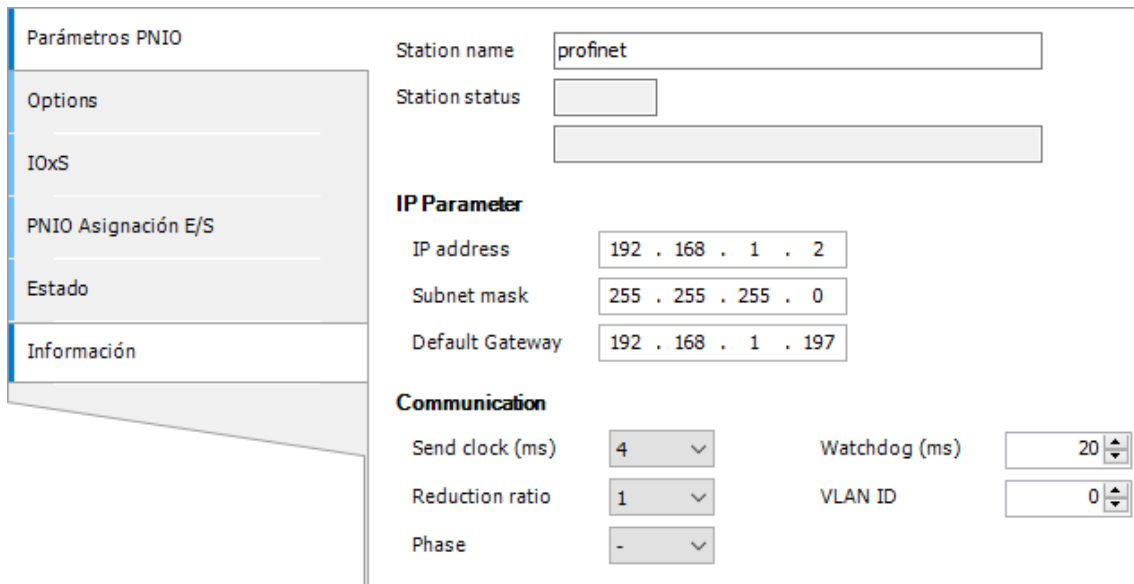 Parámetros PNIO
Options
IOxS
PNIO Asignación E/S
Estado
Información
Station name profinet
Station status
IP Parameter
IP address 192 . 168 . 1 . 2
Subnet mask 255 . 255 . 255 . 0
Default Gateway 192 . 168 . 1 . 197
Communication
Send clock (ms) 4 Watchdog (ms) 20
Reduction ratio 1 VLAN ID 0
Phase -